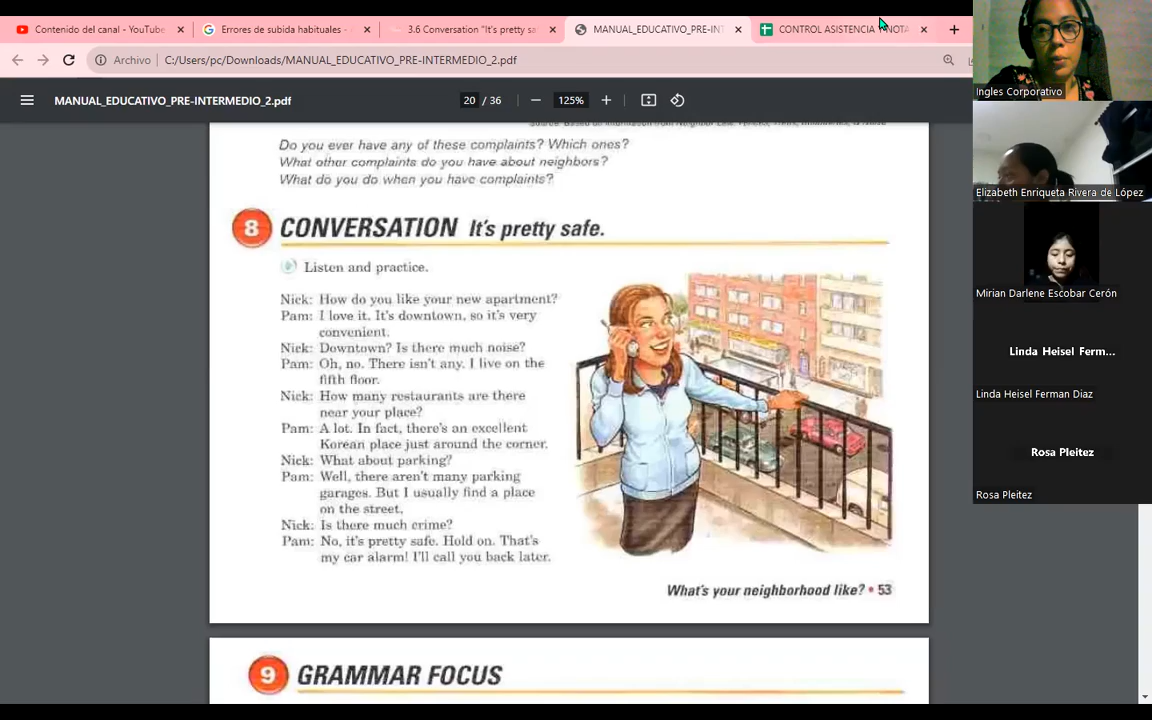 Contenido del canal - YouTube
Errores de subida habituales -
3.6 Conversation "It's pretty sa
MANUAL_EDUCATIVO_PRE-INTERM
CONTROL ASISTENCIA Y NOTA
Archivo
C:/Users/pc/Downloads/MANUAL_EDUCATIVO_PRE-INTERMEDIO_2.pdf
MANUAL_EDUCATIVO_PRE-INTERMEDIO_2.pdf
20 / 36
125%
Do you ever have any of these complaints? Which ones?
What other complaints do you have about neighbors?
What do you do when you have complaints?
8 CONVERSATION It's pretty safe.
Listen and practice.
Nick: How do you like your new apartment?
Pam: I love it. It's downtown, so it's very
convenient.
Nick: Downtown? Is there much noise?
Pam: Oh, no. There isn't any. I live on the
fifth floor.
Nick: How many restaurants are there
near your place?
Pam: A lot. In fact, there's an excellent
Korean place just around the corner.
Nick: What about parking?
Pam: Well, there aren't many parking
garages. But I usually find a place
on the street.
Nick: Is there much crime?
Pam: No, it's pretty safe. Hold on. That's
my car alarm! I'll call you back later.
What's your neighborhood like? • 53
9 GRAMMAR FOCUS
Ingles Corporativo
Elizabeth Enriqueta Rivera de López
Mirian Darlene Escobar Cerón
Linda Heisel Ferm...
Linda Heisel Ferman Diaz
Rosa Pleitez
Rosa Pleitez